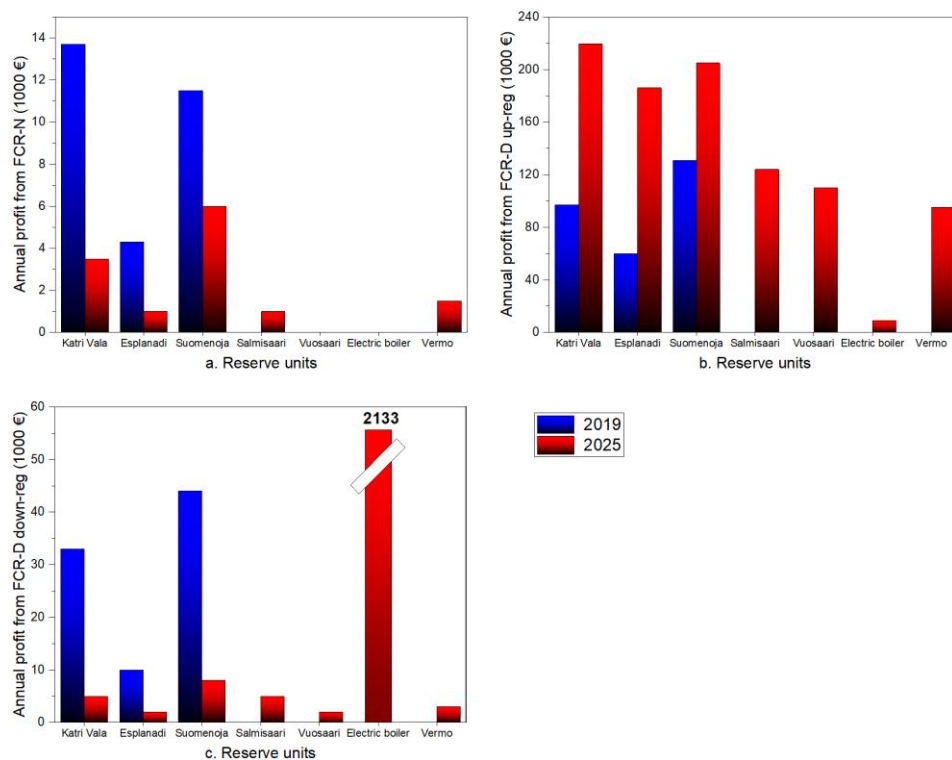 Annual profit from FCR-N (1000 €)
14
12
10
8
6
4
2
0
Katri Vala Esplanadi Suomenoja Salmisaari Vuosaari Electric boiler Vermo
a. Reserve units
Annual profit from FCR-D up-reg (1000 €)
240
200
160
120
80
40
0
Katri Vala Esplanadi Suomenoja Salmisaari Vuosaari Electric boiler Vermo
b. Reserve units
Annual profit from FCR-D down-reg (1000 €)
60
50
40
30
20
10
0
2133
Katri Vala Esplanadi Suomenoja Salmisaari Vuosaari Electric boiler Vermo
c. Reserve units
2019
2025